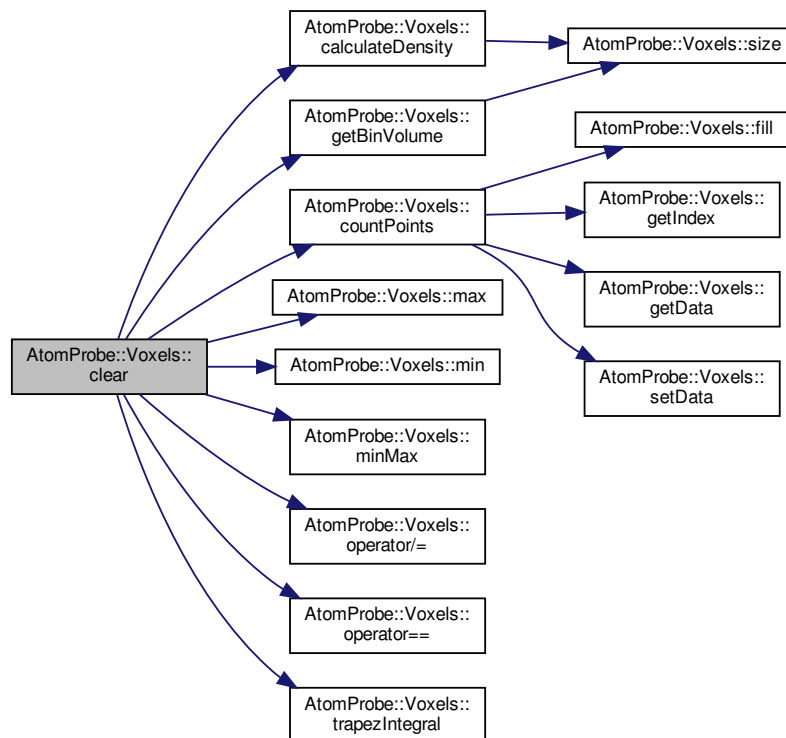 AtomProbe::Voxels::
clear
AtomProbe::Voxels::
calculateDensity
AtomProbe::Voxels::
getBinVolume
AtomProbe::Voxels::
countPoints
AtomProbe::Voxels::max
AtomProbe::Voxels::min
AtomProbe::Voxels::
minMax
AtomProbe::Voxels::
operator/=
AtomProbe::Voxels::
operator==
AtomProbe::Voxels::
trapezIntegral
AtomProbe::Voxels::size
AtomProbe::Voxels::fill
AtomProbe::Voxels::
getIndex
AtomProbe::Voxels::
getData
AtomProbe::Voxels::
setData